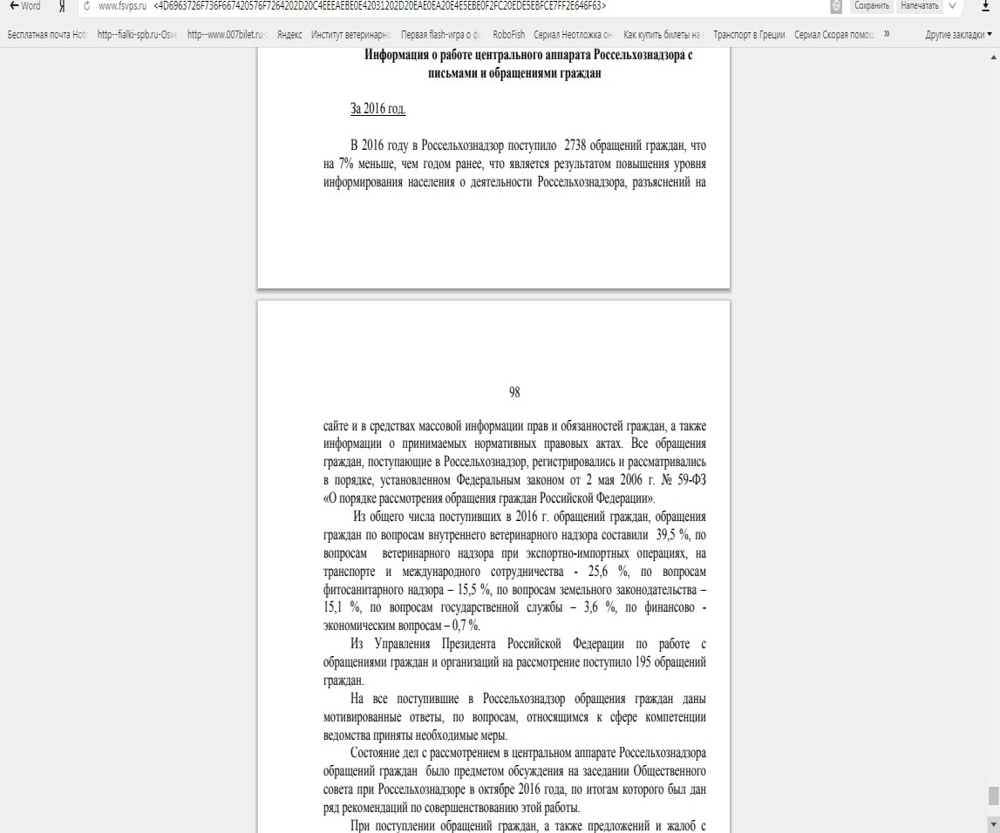 Word
Я
www.fsvps.ru <4D6963726F736F667420576F7264202D20C4EEEAEBE0E42031202D20EAE0EA20E4E5EBE0F2FC20EDE5EBFCE7FF2E646F63>
Сохранить
Напечатать
Бесплатная почта Hot
http--fialki-spb.ru-Osve
http--www.007bilet.ru-
Яндекс
Институт ветеринарно
Первая flash-игра о ф
RoboFish
Сериал Неотложка он
Как купить билеты на
Транспорт в Греции
Сериал Скорая помощ
»
Другие закладки
Информация о работе центрального аппарата Россельхознадзора с
письмами и обращениями граждан
За 2016 год.
В 2016 году в Россельхознадзор поступило 2738 обращений граждан, что
на 7% меньше, чем годом ранее, что является результатом повышения уровня
информирования населения о деятельности Россельхознадзора, разъяснений на
98
сайте и в средствах массовой информации прав и обязанностей граждан, а также
информации о принимаемых нормативных правовых актах. Все обращения
граждан, поступающие в Россельхознадзор, регистрировались и рассматривались
в порядке, установленном Федеральным законом от 2 мая 2006 г. № 59-ФЗ
«О порядке рассмотрения обращения граждан Российской Федерации».
Из общего числа поступивших в 2016 г. обращений граждан, обращения
граждан по вопросам внутреннего ветеринарного надзора составили 39,5 %, по
вопросам ветеринарного надзора при экспортно-импортных операциях, на
транспорте и международного сотрудничества - 25,6 %, по вопросам
фитосанитарного надзора – 15,5 %, по вопросам земельного законодательства –
15,1 %, по вопросам государственной службы – 3,6 %, по финансово -
экономическим вопросам – 0,7 %.
Из Управления Президента Российской Федерации по работе с
обращениями граждан и организаций на рассмотрение поступило 195 обращений
граждан.
На все поступившие в Россельхознадзор обращения граждан даны
мотивированные ответы, по вопросам, относящимся к сфере компетенции
ведомства приняты необходимые меры.
Состояние дел с рассмотрением в центральном аппарате Россельхознадзора
обращений граждан было предметом обсуждения на заседании Общественного
совета при Россельхознадзоре в октябре 2016 года, по итогам которого был дан
ряд рекомендаций по совершенствованию этой работы.
При поступлении обращений граждан, а также предложений и жалоб с